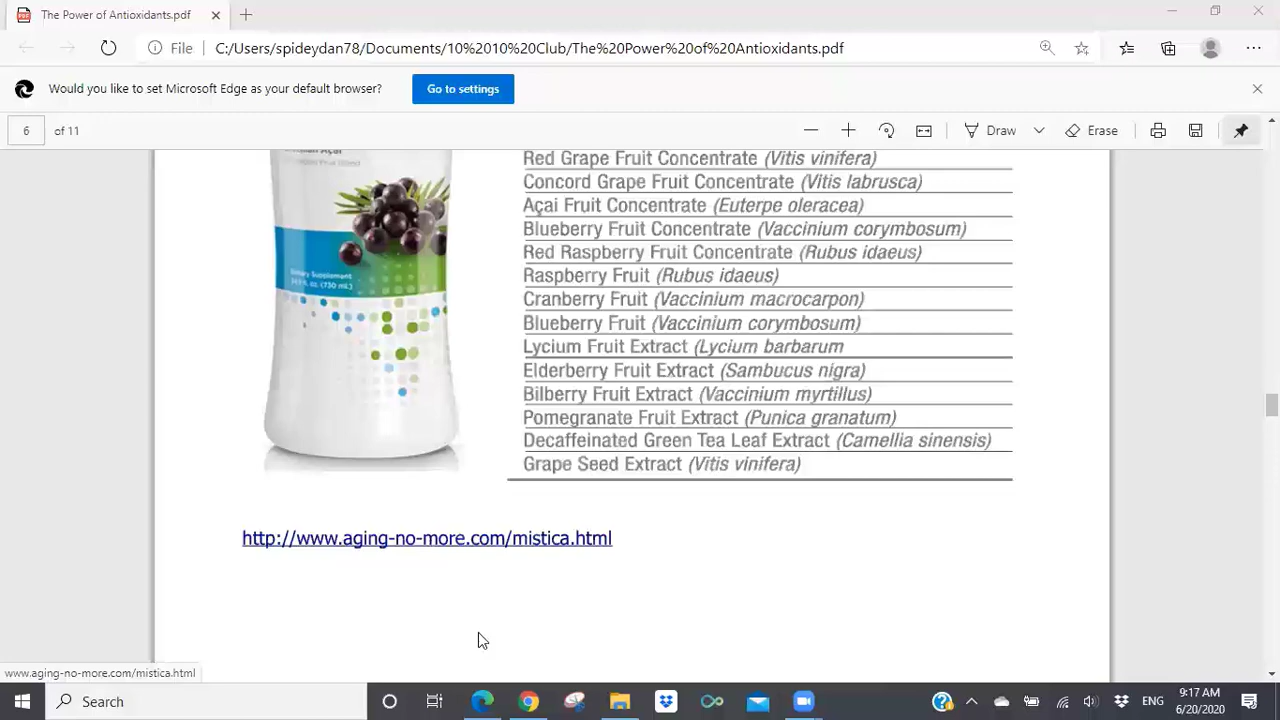 The Power of Antioxidants.pdf
File
C:/Users/spideydan78/Documents/10%2010%20Club/The%20Power%20of%20Antioxidants.pdf
Would you like to set Microsoft Edge as your default browser?
Go to settings
6 of 11
Draw
Erase
Red Grape Fruit Concentrate (Vitis vinifera)
Concord Grape Fruit Concentrate (Vitis labrusca)
Açai Fruit Concentrate (Euterpe oleracea)
Blueberry Fruit Concentrate (Vaccinium corymbosum)
Red Raspberry Fruit Concentrate (Rubus idaeus)
Raspberry Fruit (Rubus idaeus)
Cranberry Fruit (Vaccinium macrocarpon)
Blueberry Fruit (Vaccinium corymbosum)
Lycium Fruit Extract (Lycium barbarum
Elderberry Fruit Extract (Sambucus nigra)
Bilberry Fruit Extract (Vaccinium myrtillus)
Pomegranate Fruit Extract (Punica granatum)
Decaffeinated Green Tea Leaf Extract (Camellia sinensis)
Grape Seed Extract (Vitis vinifera)
Dietary Supplement
fl. oz. (730 mL)
http://www.aging-no-more.com/mistica.html
www.aging-no-more.com/mistica.html
Search
ENG
9:17 AM
6/20/2020